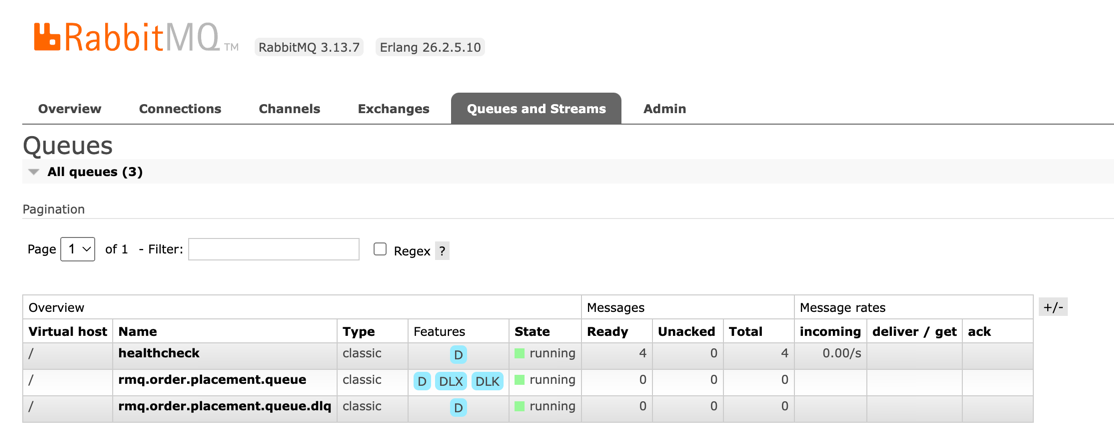 RabbitMQ TM RabbitMQ 3.13.7 Erlang 26.2.5.10
Overview Connections Channels Exchanges Queues and Streams Admin
Queues
All queues (3)
Pagination
Page 1 of 1 - Filter: Regex ?
Overview Messages Message rates +/-
Virtual host Name Type Features State Ready Unacked Total incoming deliver / get ack
/ healthcheck classic D running 4 0 4 0.00/s
/ rmq.order.placement.queue classic D DLX DLK running 0 0 0
/ rmq.order.placement.queue.dlq classic D running 0 0 0